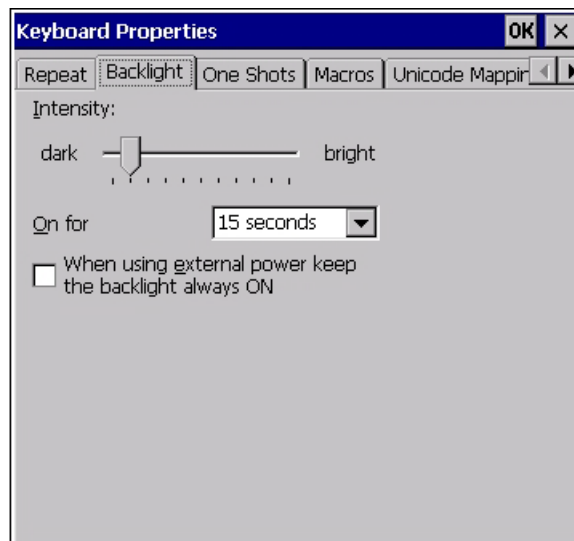 Keyboard Properties OK ×
Repeat Backlight One Shots Macros Unicode Mappin
Intensity:
dark bright
On for 15 seconds
When using external power keep
the backlight always ON